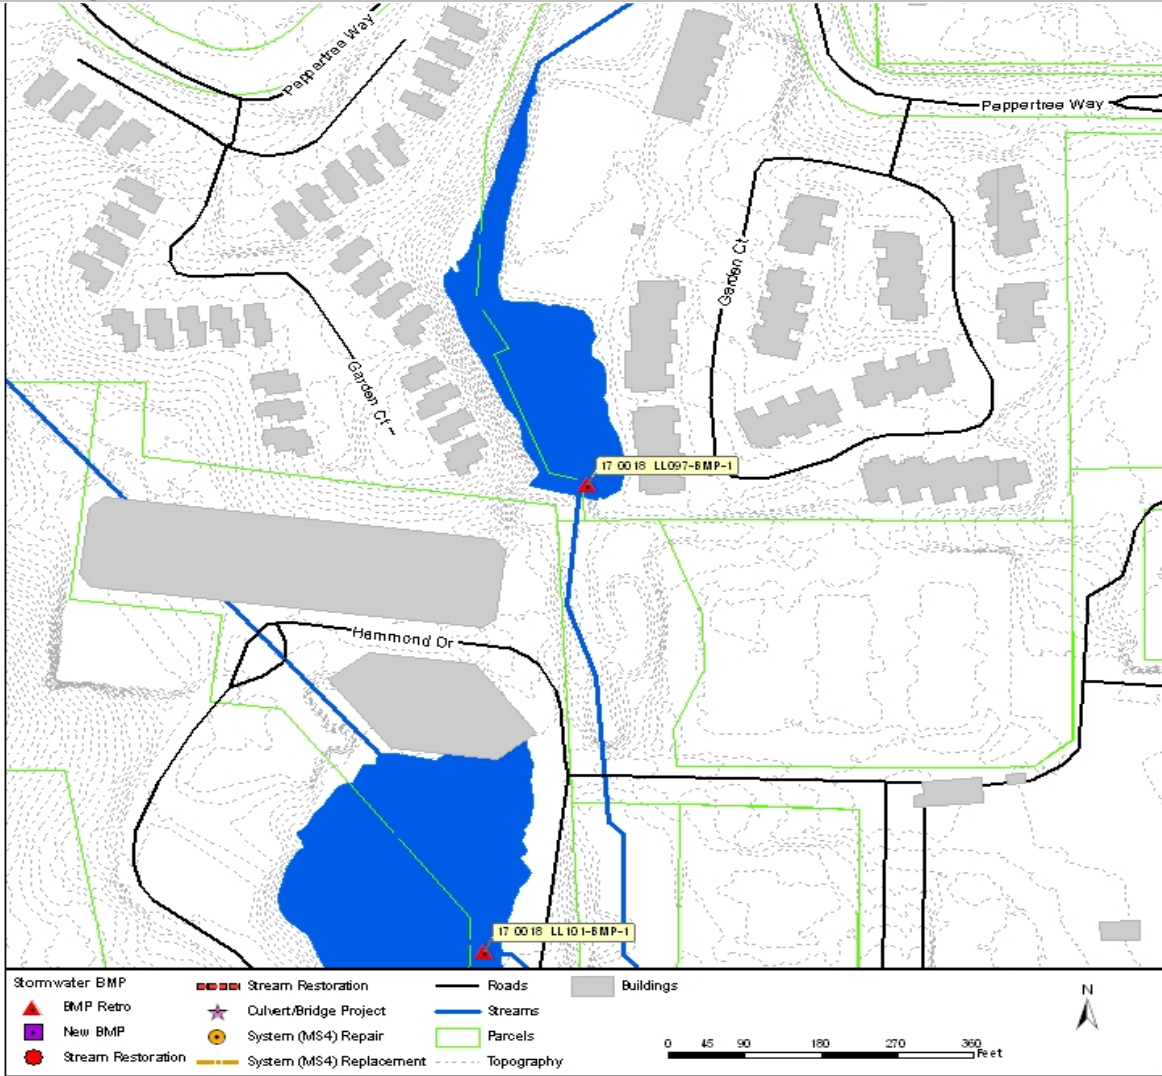 Peppertree Way
Peppertree Way
Garden Ct
Garden Ct
17 0018 LL097-BMP-1
Hammond Dr
17 0018 LL101-BMP-1
Stormwater BMP
BMP Retro
New BMP
Stream Restoration
Stream Restoration
Culvert/Bridge Project
System (MS4) Repair
System (MS4) Replacement
Roads
Streams
Parcels
Topography
Buildings
N
0 45 90 180 270 360
Feet